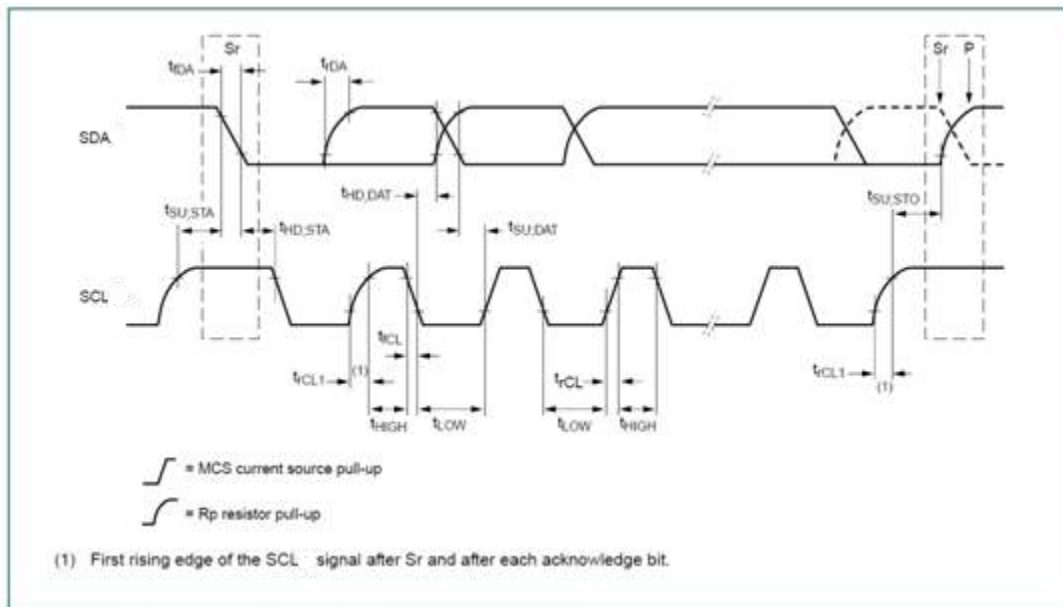 Sr
Sr P
tfDA
trDA
SDA
tHD;DAT
tSU;STO
tSU;STA
tHD;STA
tSU;DAT
SCL
tfCL
trCL1
(1)
trCL
trCL1
(1)
tHIGH
tLOW
tLOW
tHIGH
= MCS current source pull-up
= Rp resistor pull-up
(1) First rising edge of the SCL signal after Sr and after each acknowledge bit.